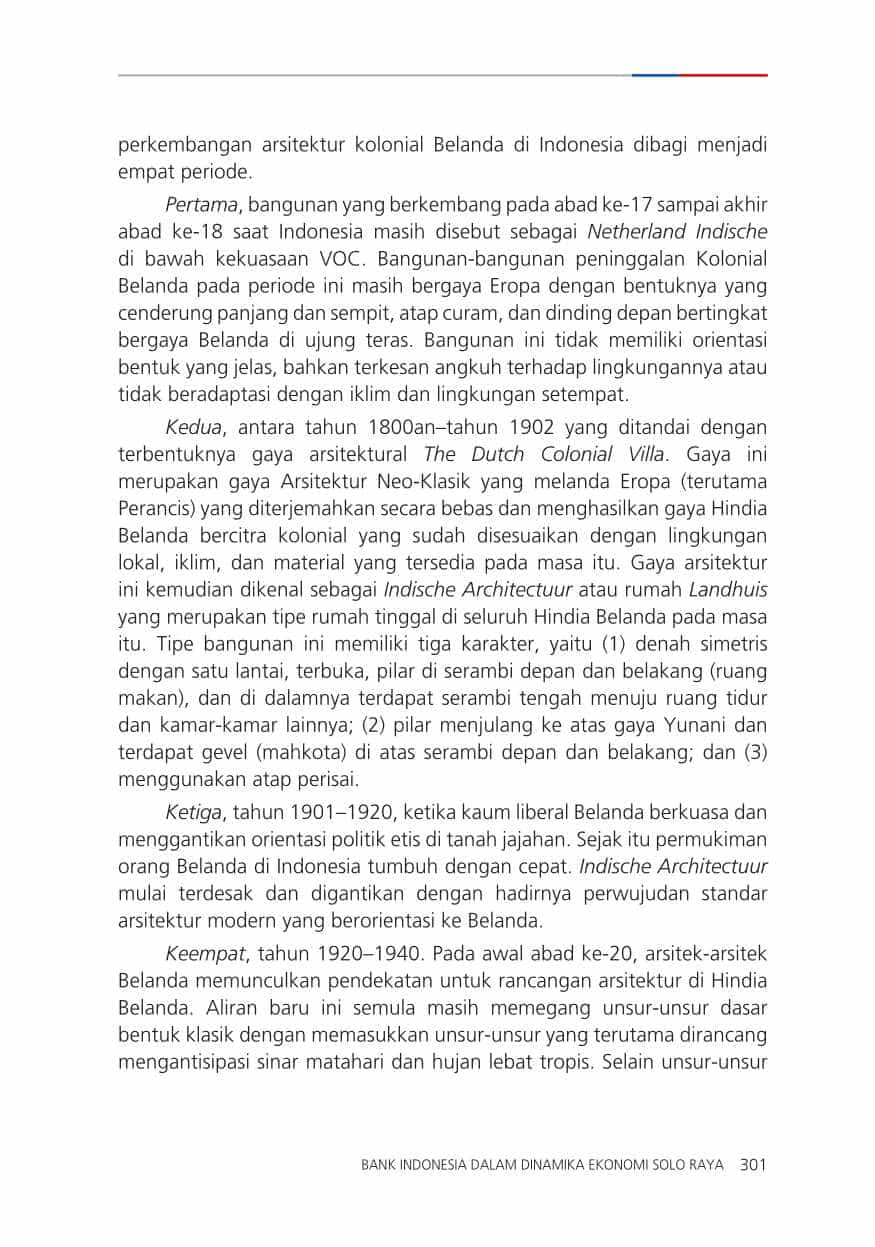 perkembangan arsitektur kolonial Belanda di Indonesia dibagi menjadi
empat periode.
Pertama, bangunan yang berkembang pada abad ke-17 sampai akhir
abad ke-18 saat Indonesia masih disebut sebagai Netherland Indische
di bawah kekuasaan VOC. Bangunan-bangunan peninggalan Kolonial
Belanda pada periode ini masih bergaya Eropa dengan bentuknya yang
cenderung panjang dan sempit, atap curam, dan dinding depan bertingkat
bergaya Belanda di ujung teras. Bangunan ini tidak memiliki orientasi
bentuk yang jelas, bahkan terkesan angkuh terhadap lingkungannya atau
tidak beradaptasi dengan iklim dan lingkungan setempat.
Kedua, antara tahun 1800an–tahun 1902 yang ditandai dengan
terbentuknya gaya arsitektural The Dutch Colonial Villa. Gaya ini
merupakan gaya Arsitektur Neo-Klasik yang melanda Eropa (terutama
Perancis) yang diterjemahkan secara bebas dan menghasilkan gaya Hindia
Belanda bercitra kolonial yang sudah disesuaikan dengan lingkungan
lokal, iklim, dan material yang tersedia pada masa itu. Gaya arsitektur
ini kemudian dikenal sebagai Indische Architectuur atau rumah Landhuis
yang merupakan tipe rumah tinggal di seluruh Hindia Belanda pada masa
itu. Tipe bangunan ini memiliki tiga karakter, yaitu (1) denah simetris
dengan satu lantai, terbuka, pilar di serambi depan dan belakang (ruang
makan), dan di dalamnya terdapat serambi tengah menuju ruang tidur
dan kamar-kamar lainnya; (2) pilar menjulang ke atas gaya Yunani dan
terdapat gevel (mahkota) di atas serambi depan dan belakang; dan (3)
menggunakan atap perisai.
Ketiga, tahun 1901–1920, ketika kaum liberal Belanda berkuasa dan
menggantikan orientasi politik etis di tanah jajahan. Sejak itu permukiman
orang Belanda di Indonesia tumbuh dengan cepat. Indische Architectuur
mulai terdesak dan digantikan dengan hadirnya perwujudan standar
arsitektur modern yang berorientasi ke Belanda.
Keempat, tahun 1920–1940. Pada awal abad ke-20, arsitek-arsitek
Belanda memunculkan pendekatan untuk rancangan arsitektur di Hindia
Belanda. Aliran baru ini semula masih memegang unsur-unsur dasar
bentuk klasik dengan memasukkan unsur-unsur yang terutama dirancang
mengantisipasi sinar matahari dan hujan lebat tropis. Selain unsur-unsur
BANK INDONESIA DALAM DINAMIKA EKONOMI SOLO RAYA 301